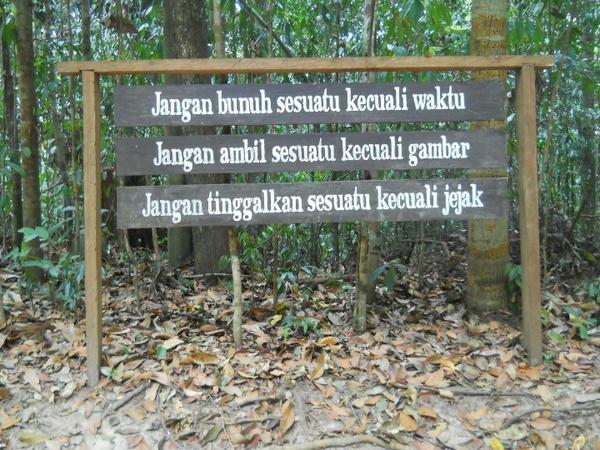 Jangan bunuh sesuatu kecuali waktu
Jangan ambil sesuatu kecuali gambar
Jangan tinggalkan sesuatu kecuali jejak